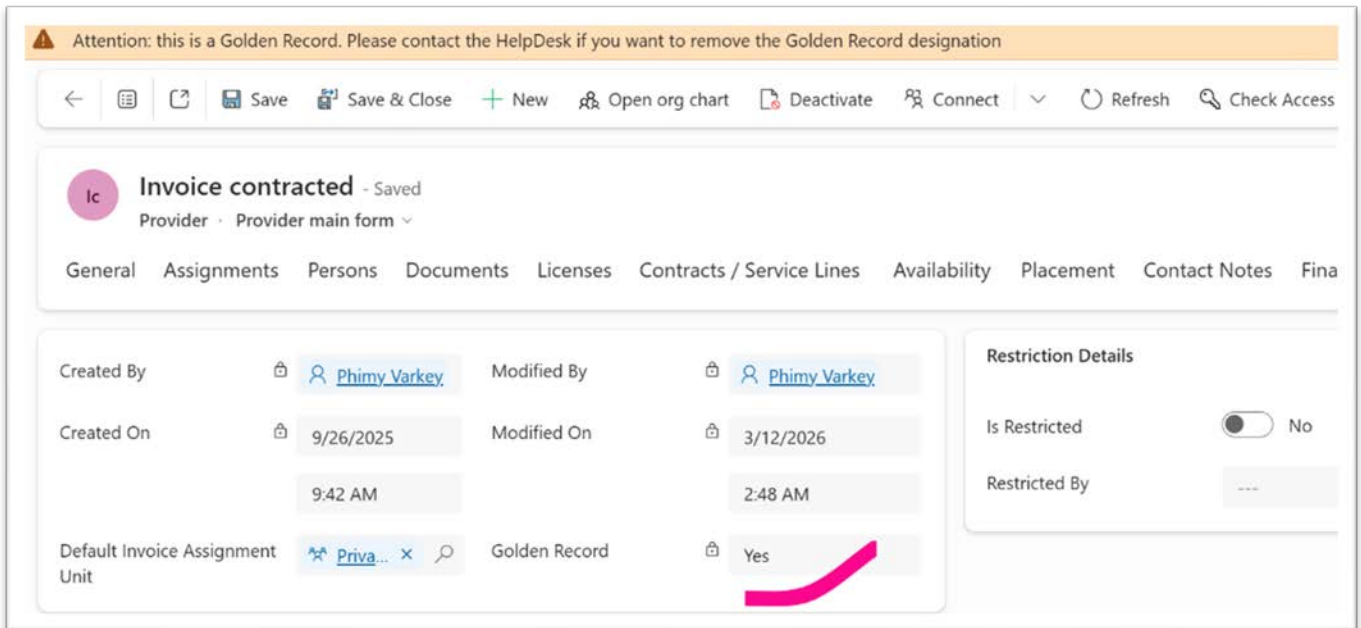 Attention: this is a Golden Record. Please contact the HelpDesk if you want to remove the Golden Record designation
Save Save & Close New Open org chart Deactivate Connect Refresh Check Access
Ic
Invoice contracted - Saved
Provider · Provider main form
General Assignments Persons Documents Licenses Contracts / Service Lines Availability Placement Contact Notes Fina
Created By Phimy Varkey Modified By Phimy Varkey
Created On 9/26/2025 Modified On 3/12/2026
9:42 AM 2:48 AM
Default Invoice Assignment Unit Priva... Golden Record Yes
Restriction Details
Is Restricted No
Restricted By ---